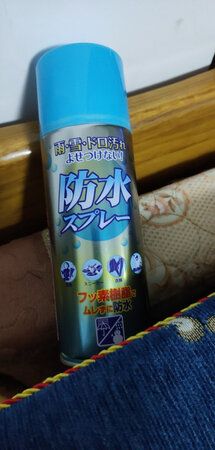 雨・雪・ドロ汚れ
よせつけない!
防水
スプレー
フッ素樹脂で
ムレずに防水